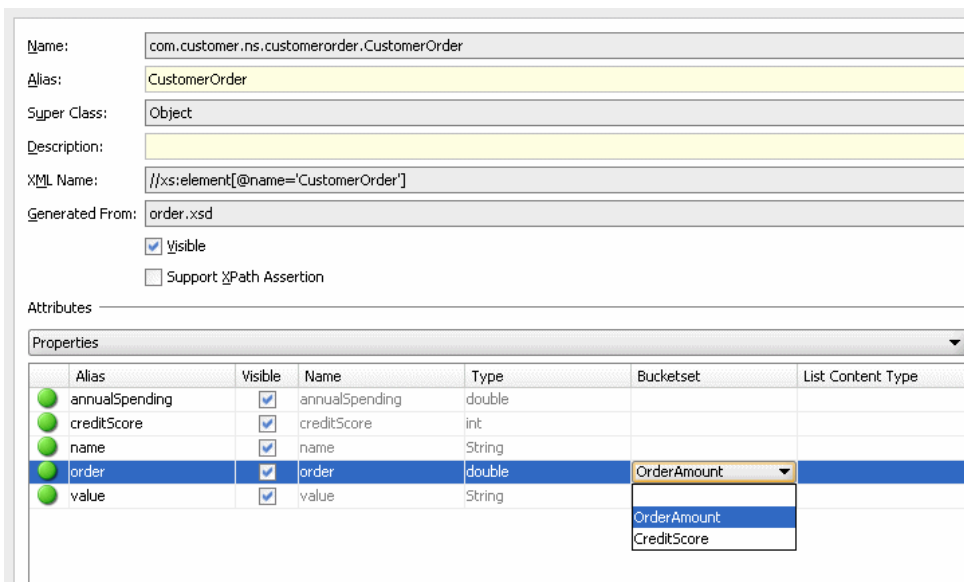 Name: com.customer.ns.customerorder.CustomerOrder
Alias: CustomerOrder
Super Class: Object
Description:
XML Name: //xs:element[@name='CustomerOrder']
Generated From: order.xsd
Visible
Support XPath Assertion
Attributes
Properties
Alias Visible Name Type Bucketset List Content Type
annualSpending annualSpending double
creditScore creditScore int
name name String
order order double OrderAmount
value value String
OrderAmount
CreditScore